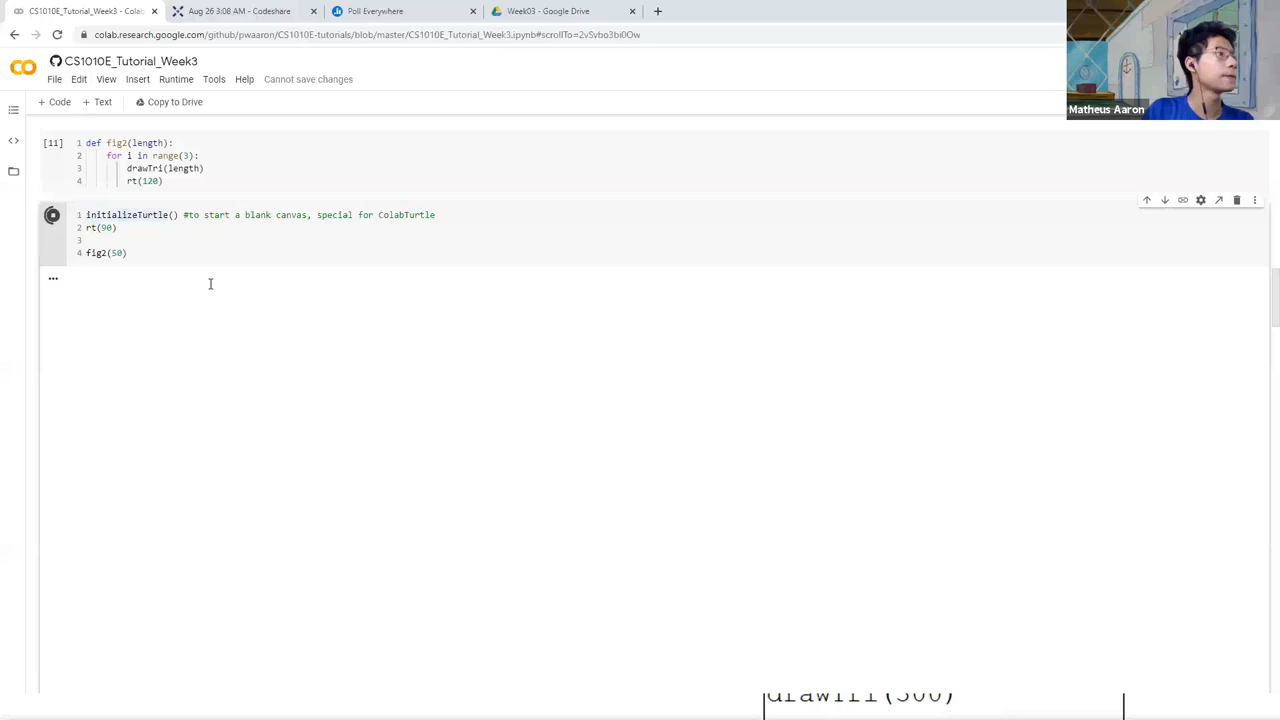 CS1010E_Tutorial_Week3 - Colab
Aug 26 3:08 AM - Codeshare
Poll Everywhere
Week03 - Google Drive
colab.research.google.com/github/pwaaron/CS1010E-tutorials/blob/master/CS1010E_Tutorial_Week3.ipynb#scrollTo=2vSvbo3bi0Ow
CS1010E_Tutorial_Week3
File Edit View Insert Runtime Tools Help Cannot save changes
+ Code + Text Copy to Drive
Matheus Aaron
[11] 1 def fig2(length):
2 for i in range(3):
3 drawTri(length)
4 rt(120)
1 initializeTurtle() #to start a blank canvas, special for ColabTurtle
2 rt(90)
3
4 fig2(50)
drawTri(300)